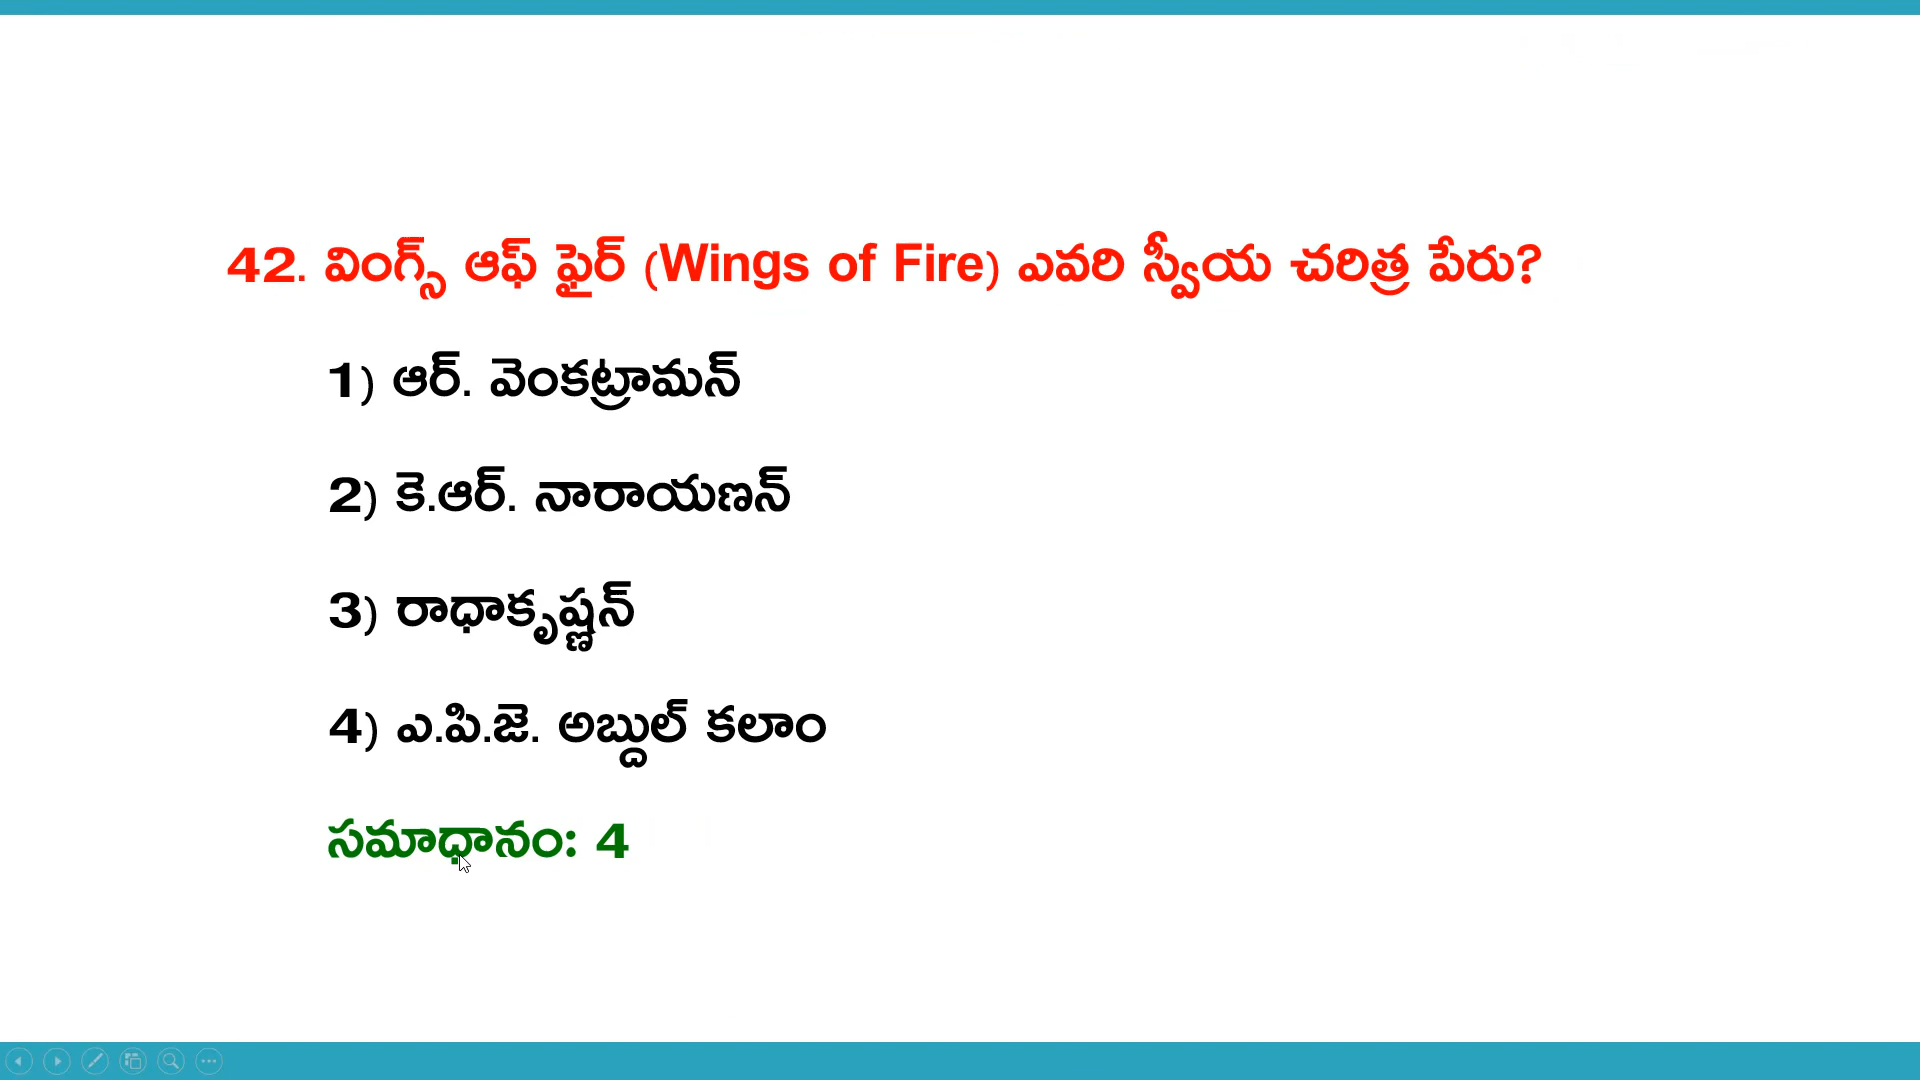 42. వింగ్స్ ఆఫ్ ఫైర్ (Wings of Fire) ఎవరి స్వీయ చరిత్ర పేరు?
1) ఆర్. వెంకట్రామన్
2) కె.ఆర్. నారాయణన్
3) రాధాకృష్ణన్
4) ఎ.పి.జె. అబ్దుల్ కలాం
సమాధానం: 4